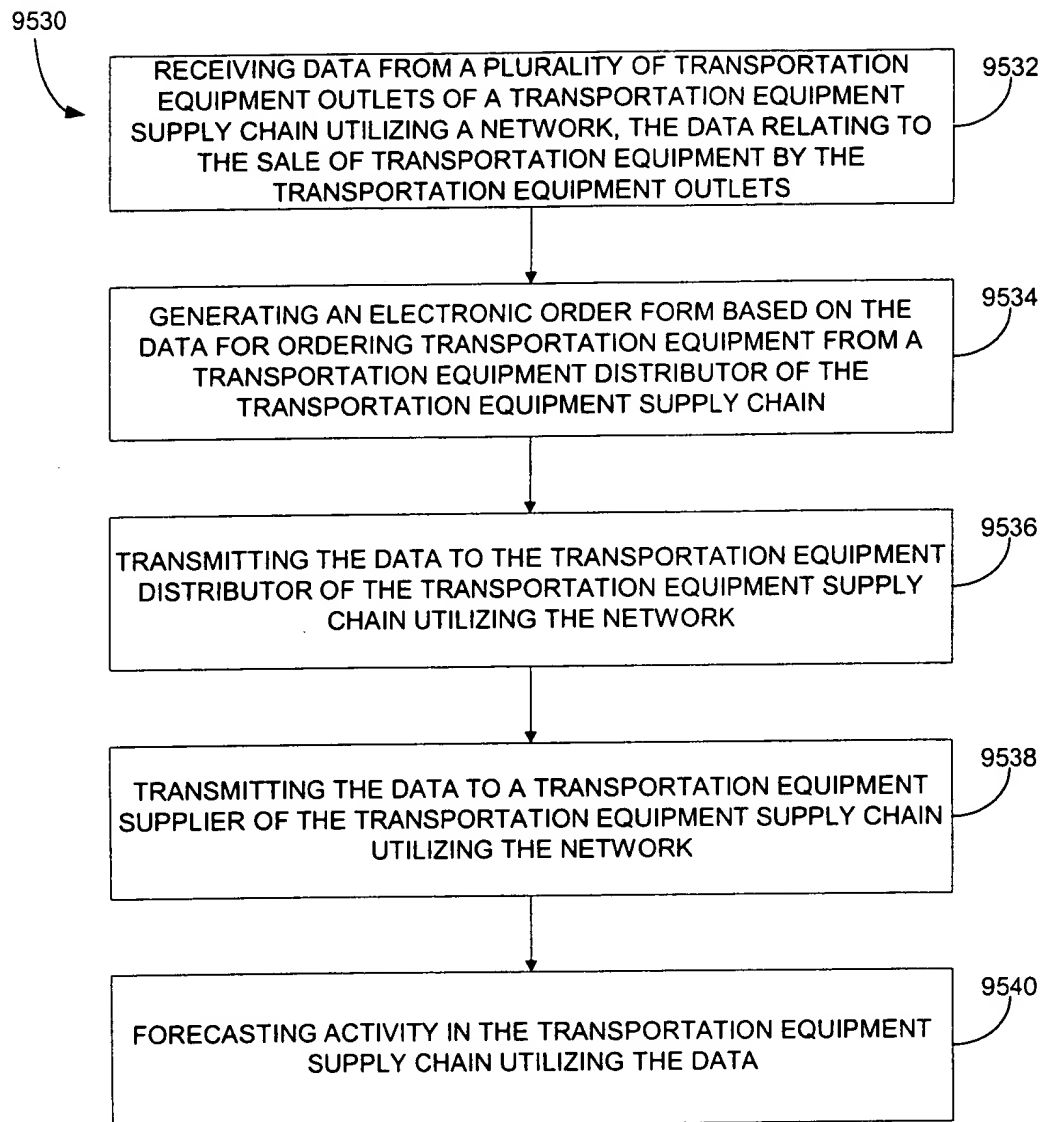 9530
RECEIVING DATA FROM A PLURALITY OF TRANSPORTATION
EQUIPMENT OUTLETS OF A TRANSPORTATION EQUIPMENT
SUPPLY CHAIN UTILIZING A NETWORK, THE DATA RELATING TO
THE SALE OF TRANSPORTATION EQUIPMENT BY THE
TRANSPORTATION EQUIPMENT OUTLETS
9532
GENERATING AN ELECTRONIC ORDER FORM BASED ON THE
DATA FOR ORDERING TRANSPORTATION EQUIPMENT FROM A
TRANSPORTATION EQUIPMENT DISTRIBUTOR OF THE
TRANSPORTATION EQUIPMENT SUPPLY CHAIN
9534
TRANSMITTING THE DATA TO THE TRANSPORTATION EQUIPMENT
DISTRIBUTOR OF THE TRANSPORTATION EQUIPMENT SUPPLY
CHAIN UTILIZING THE NETWORK
9536
TRANSMITTING THE DATA TO A TRANSPORTATION EQUIPMENT
SUPPLIER OF THE TRANSPORTATION EQUIPMENT SUPPLY CHAIN
UTILIZING THE NETWORK
9538
FORECASTING ACTIVITY IN THE TRANSPORTATION EQUIPMENT
SUPPLY CHAIN UTILIZING THE DATA
9540